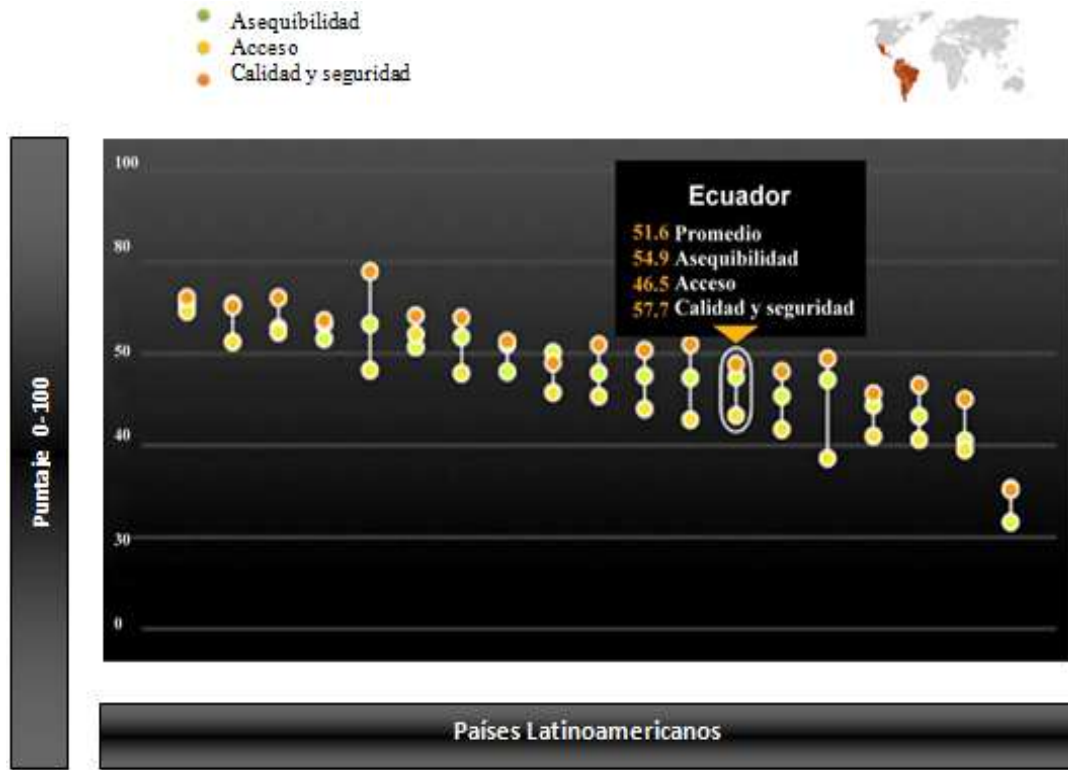 Asequibilidad
Acceso
Calidad y seguridad
Puntaje 0-100
100
80
50
40
30
0
Ecuador
51.6 Promedio
54.9 Asequibilidad
46.5 Acceso
57.7 Calidad y seguridad
Países Latinoamericanos